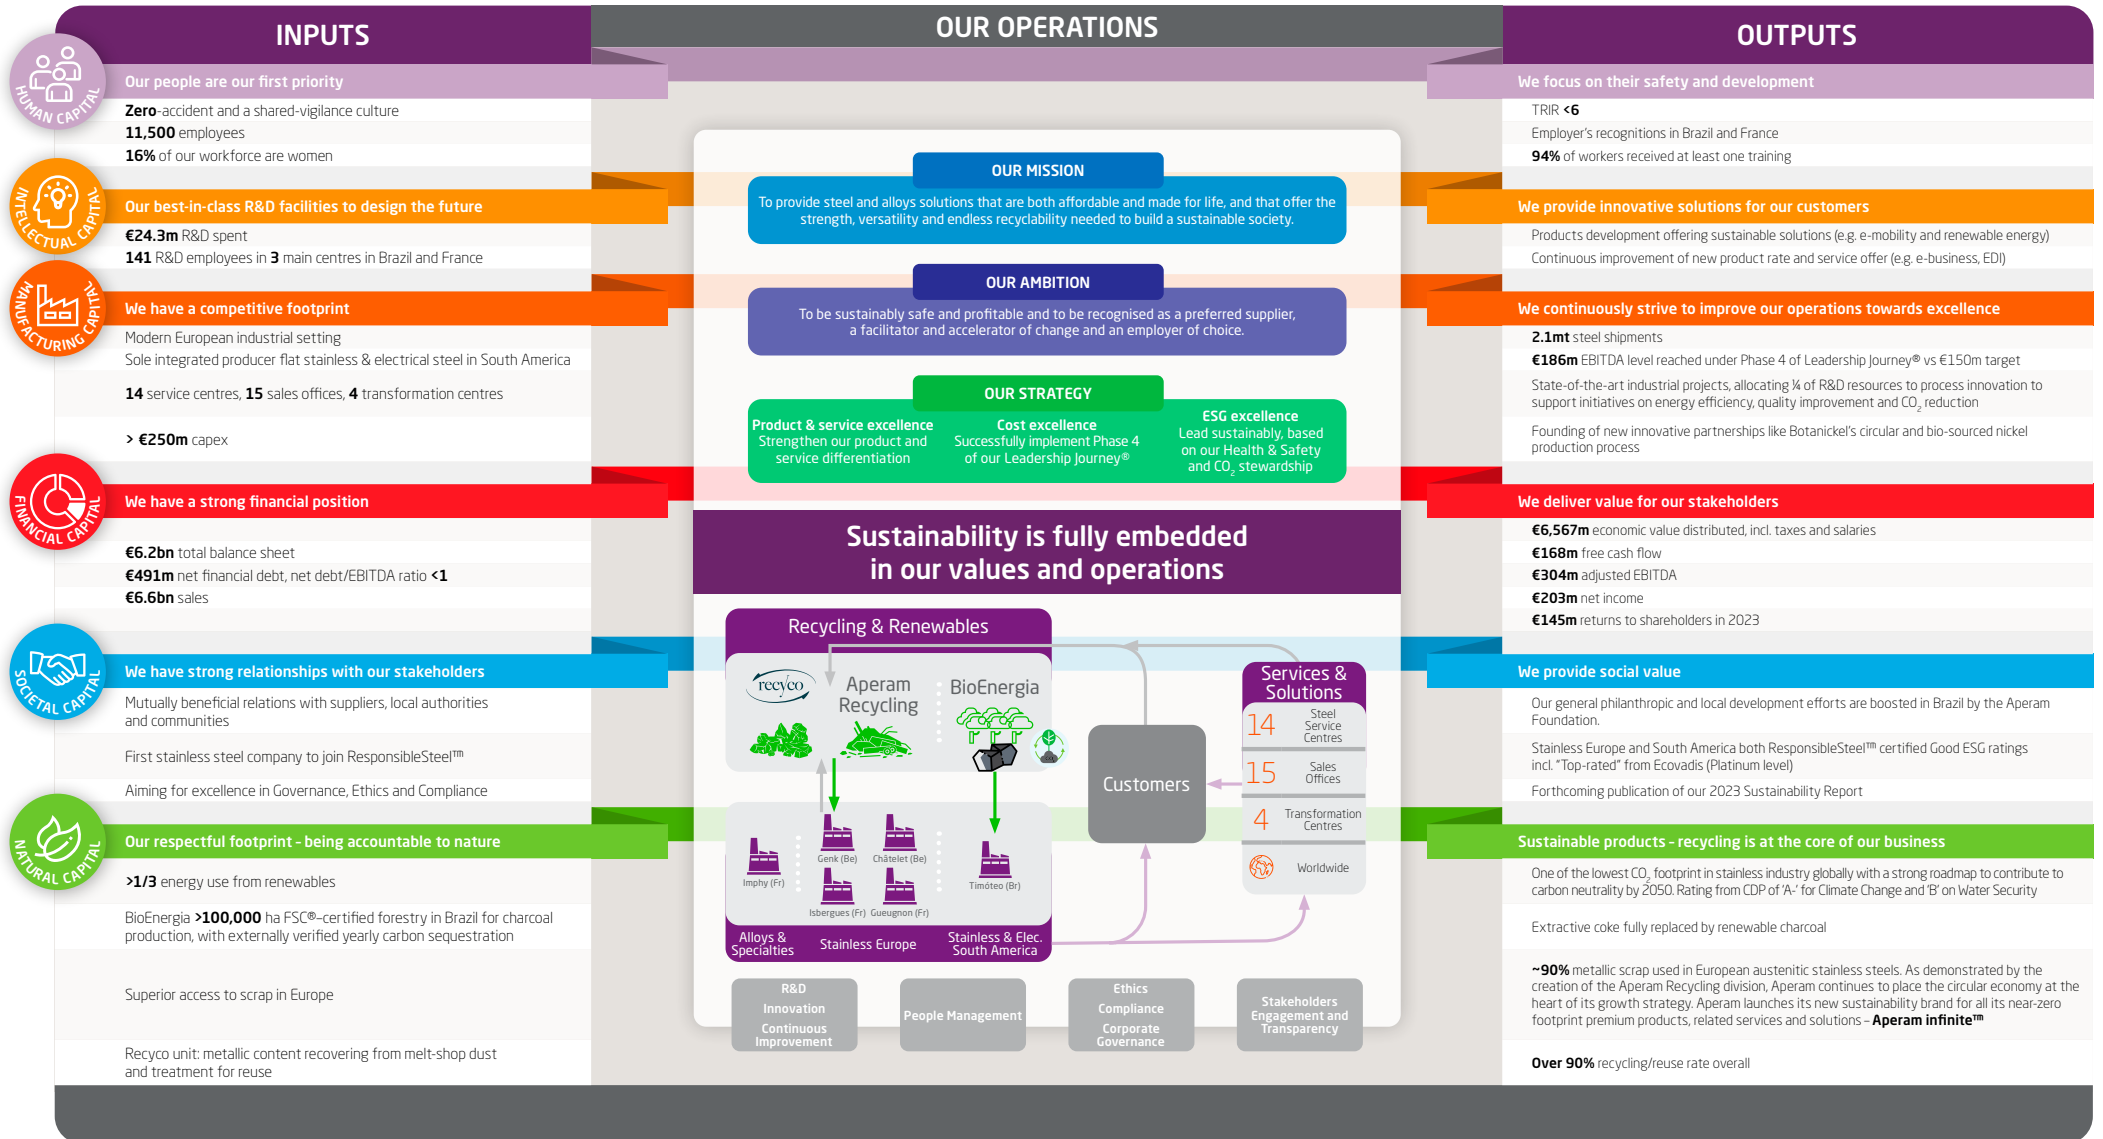 INPUTS
HUMAN CAPITAL
Our people are our first priority
Zero-accident and a shared-vigilance culture
11,500 employees
16% of our workforce are women
INTELLECTUAL CAPITAL
Our best-in-class R&D facilities to design the future
€24.3m R&D spent
141 R&D employees in 3 main centres in Brazil and France
MANUFACTURING CAPITAL
We have a competitive footprint
Modern European industrial setting
Sole integrated producer flat stainless & electrical steel in South America
14 service centres, 15 sales offices, 4 transformation centres
> €250m capex
FINANCIAL CAPITAL
We have a strong financial position
€6.2bn total balance sheet
€491m net financial debt, net debt/EBITDA ratio <1
€6.6bn sales
SOCIETAL CAPITAL
We have strong relationships with our stakeholders
Mutually beneficial relations with suppliers, local authorities
and communities
First stainless steel company to join ResponsibleSteel™
Aiming for excellence in Governance, Ethics and Compliance
NATURAL CAPITAL
Our respectful footprint – being accountable to nature
>1/3 energy use from renewables
BioEnergia >100,000 ha FSC®-certified forestry in Brazil for charcoal
production, with externally verified yearly carbon sequestration
Superior access to scrap in Europe
Recyco unit: metallic content recovering from melt-shop dust
and treatment for reuse
OUR OPERATIONS
OUR MISSION
To provide steel and alloys solutions that are both affordable and made for life, and that offer the
strength, versatility and endless recyclability needed to build a sustainable society.
OUR AMBITION
To be sustainably safe and profitable and to be recognised as a preferred supplier,
a facilitator and accelerator of change and an employer of choice.
OUR STRATEGY
Product & service excellence
Strengthen our product and
service differentiation
Cost excellence
Successfully implement Phase 4
of our Leadership Journey®
ESG excellence
Lead sustainably, based
on our Health & Safety
and CO₂ stewardship
Sustainability is fully embedded
in our values and operations
Recycling & Renewables
recyco
Aperam
Recycling
BioEnergia
Imphy (Fr)
Genk (Be)
Châtelet (Be)
Isbergues (Fr)
Gueugnon (Fr)
Timóteo (Br)
Alloys &
Specialties
Stainless Europe
Stainless & Elec.
South America
Customers
Services &
Solutions
14
Steel
Service
Centres
15
Sales
Offices
4
Transformation
Centres
Worldwide
R&D
Innovation
Continuous
Improvement
People Management
Ethics
Compliance
Corporate
Governance
Stakeholders
Engagement and
Transparency
OUTPUTS
We focus on their safety and development
TRIR <6
Employer's recognitions in Brazil and France
94% of workers received at least one training
We provide innovative solutions for our customers
Products development offering sustainable solutions (e.g. e-mobility and renewable energy)
Continuous improvement of new product rate and service offer (e.g. e-business, EDI)
We continuously strive to improve our operations towards excellence
2.1mt steel shipments
€186m EBITDA level reached under Phase 4 of Leadership Journey® vs €150m target
State-of-the-art industrial projects, allocating ¼ of R&D resources to process innovation to
support initiatives on energy efficiency, quality improvement and CO₂ reduction
Founding of new innovative partnerships like Botanickel's circular and bio-sourced nickel
production process
We deliver value for our stakeholders
€6,567m economic value distributed, incl. taxes and salaries
€168m free cash flow
€304m adjusted EBITDA
€203m net income
€145m returns to shareholders in 2023
We provide social value
Our general philanthropic and local development efforts are boosted in Brazil by the Aperam
Foundation.
Stainless Europe and South America both ResponsibleSteel™ certified Good ESG ratings
incl. "Top-rated" from Ecovadis (Platinum level)
Forthcoming publication of our 2023 Sustainability Report
Sustainable products – recycling is at the core of our business
One of the lowest CO₂ footprint in stainless industry globally with a strong roadmap to contribute to
carbon neutrality by 2050. Rating from CDP of 'A-' for Climate Change and 'B' on Water Security
Extractive coke fully replaced by renewable charcoal
~90% metallic scrap used in European austenitic stainless steels. As demonstrated by the
creation of the Aperam Recycling division, Aperam continues to place the circular economy at the
heart of its growth strategy. Aperam launches its new sustainability brand for all its near-zero
footprint premium products, related services and solutions – Aperam infinite™
Over 90% recycling/reuse rate overall